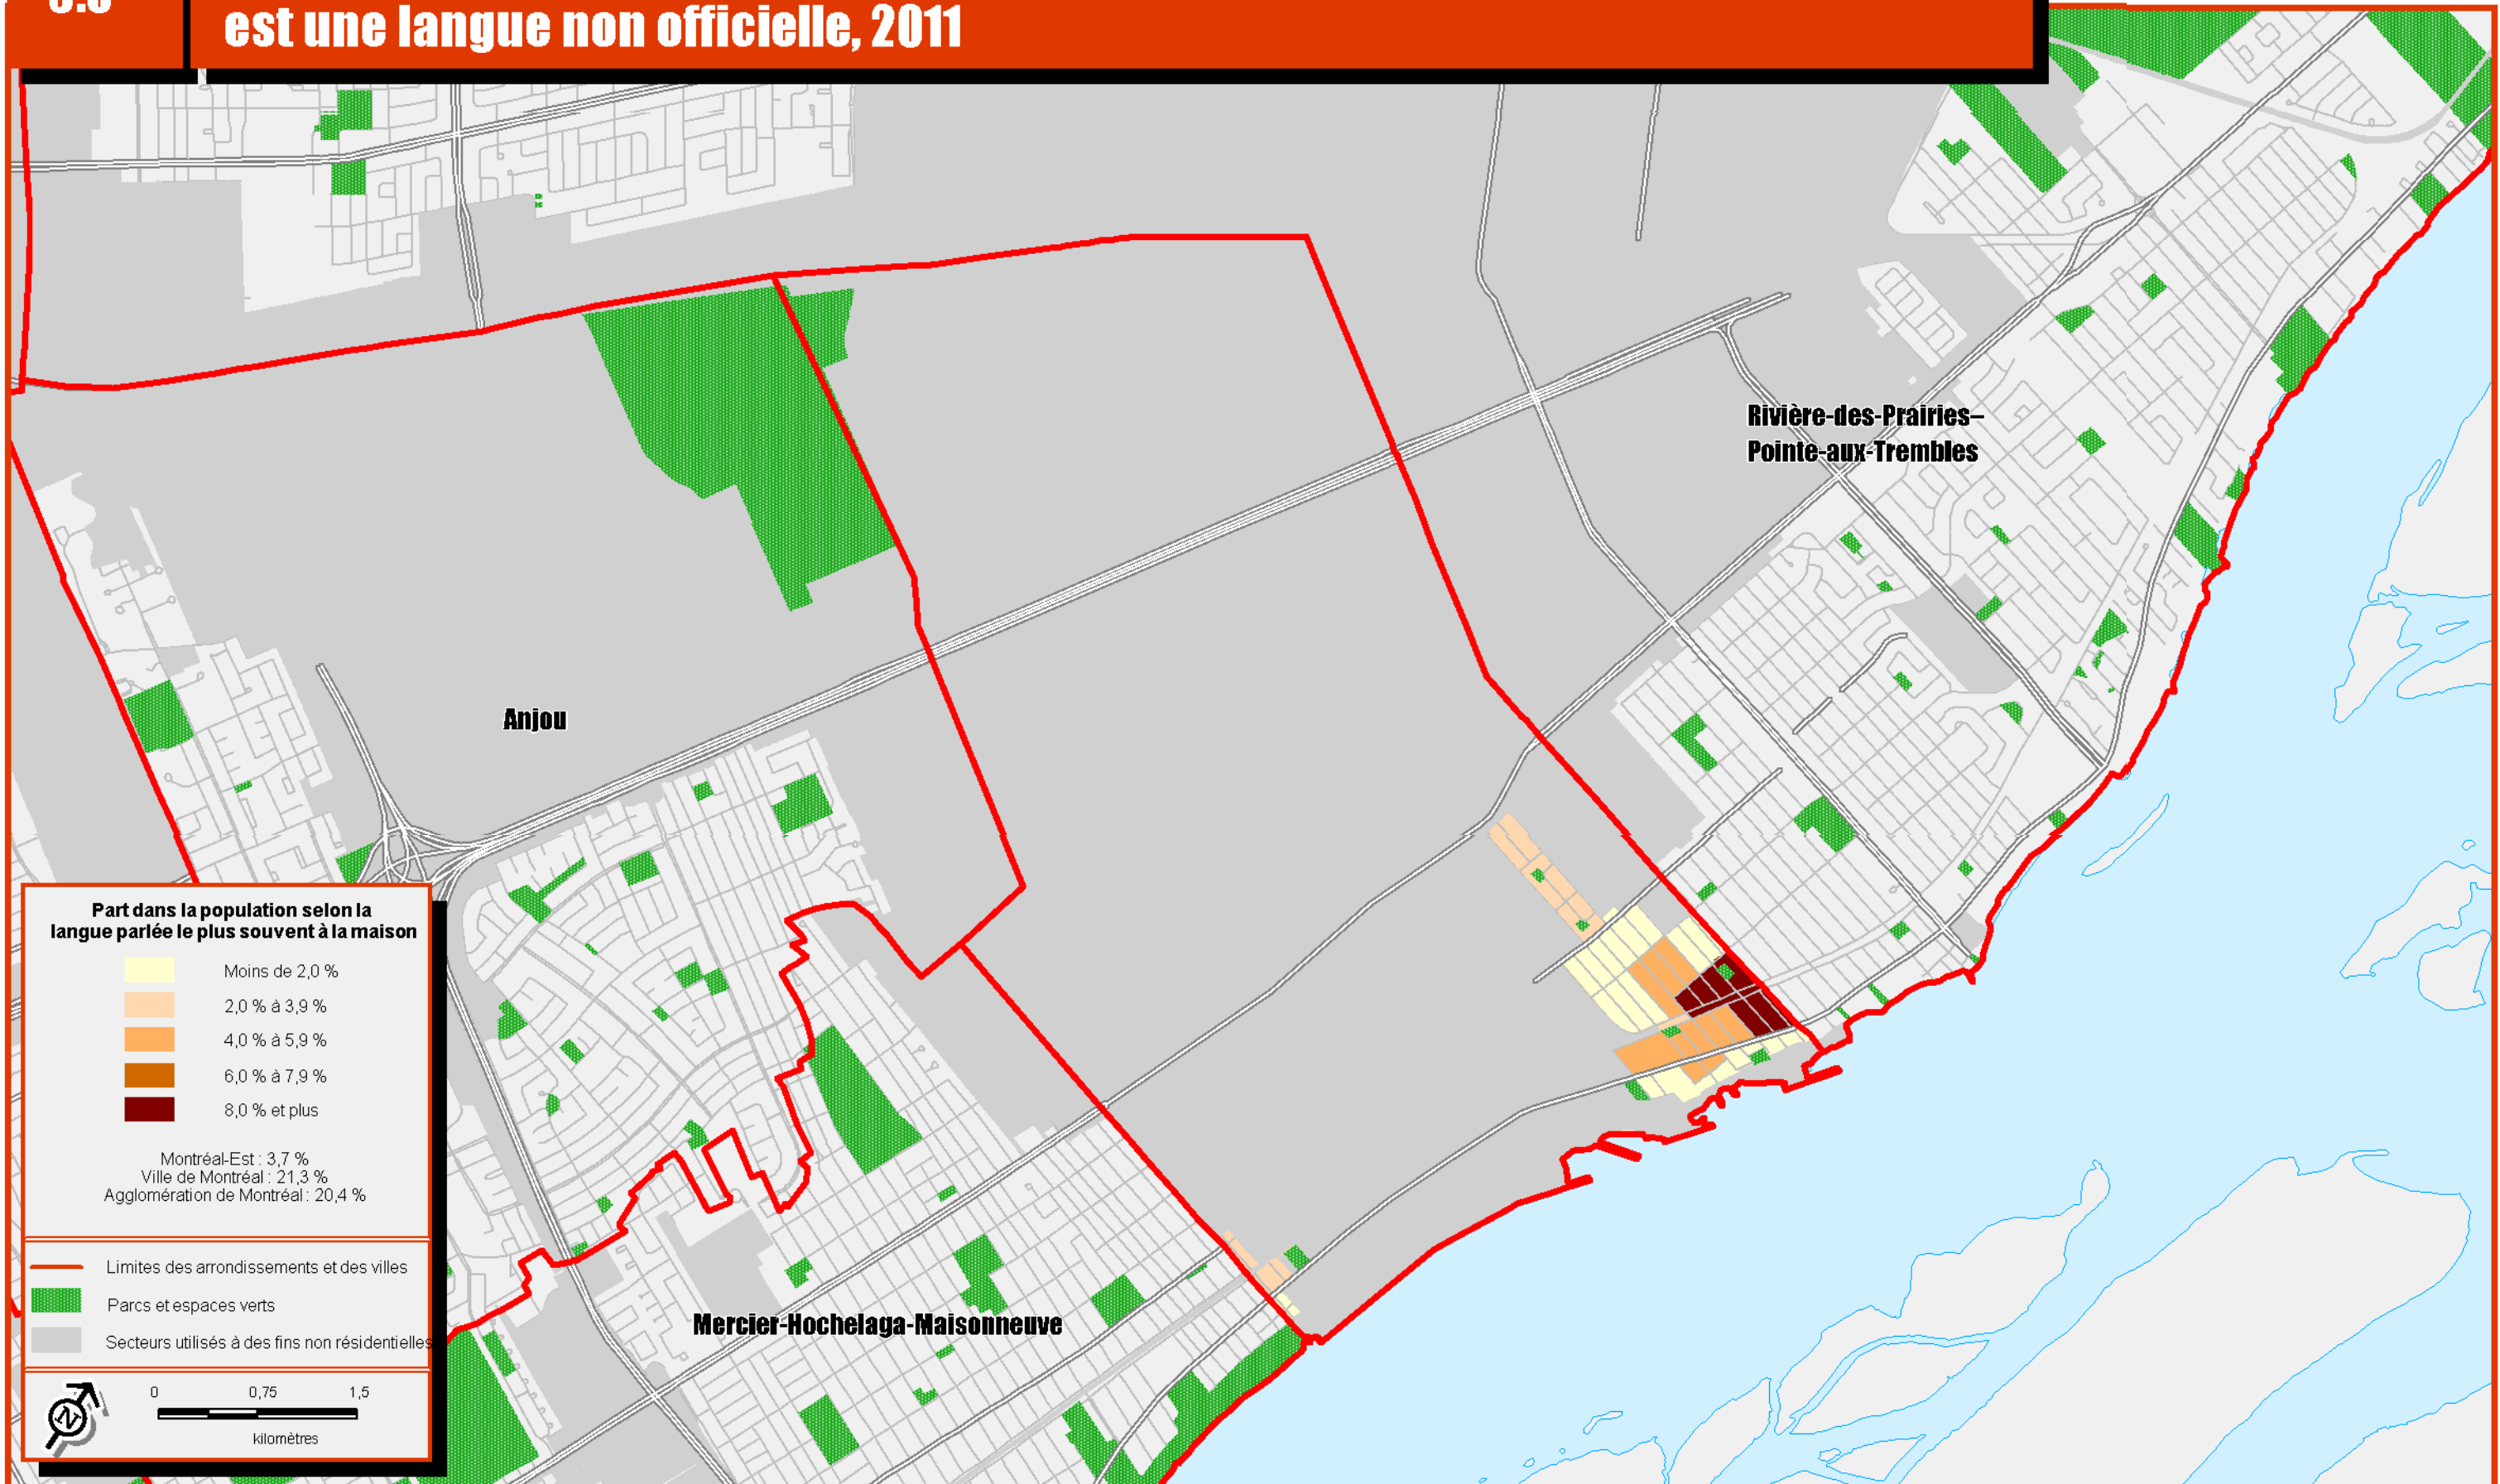 est une langue non officielle, 2011
Rivière-des-Prairies–
Pointe-aux-Trembles
Anjou
Mercier-Hochelaga-Maisonneuve
Part dans la population selon la
langue parlée le plus souvent à la maison
Moins de 2,0 %
2,0 % à 3,9 %
4,0 % à 5,9 %
6,0 % à 7,9 %
8,0 % et plus
Montréal-Est : 3,7 %
Ville de Montréal : 21,3 %
Agglomération de Montréal : 20,4 %
Limites des arrondissements et des villes
Parcs et espaces verts
Secteurs utilisés à des fins non résidentielles
N
0 0,75 1,5
kilomètres